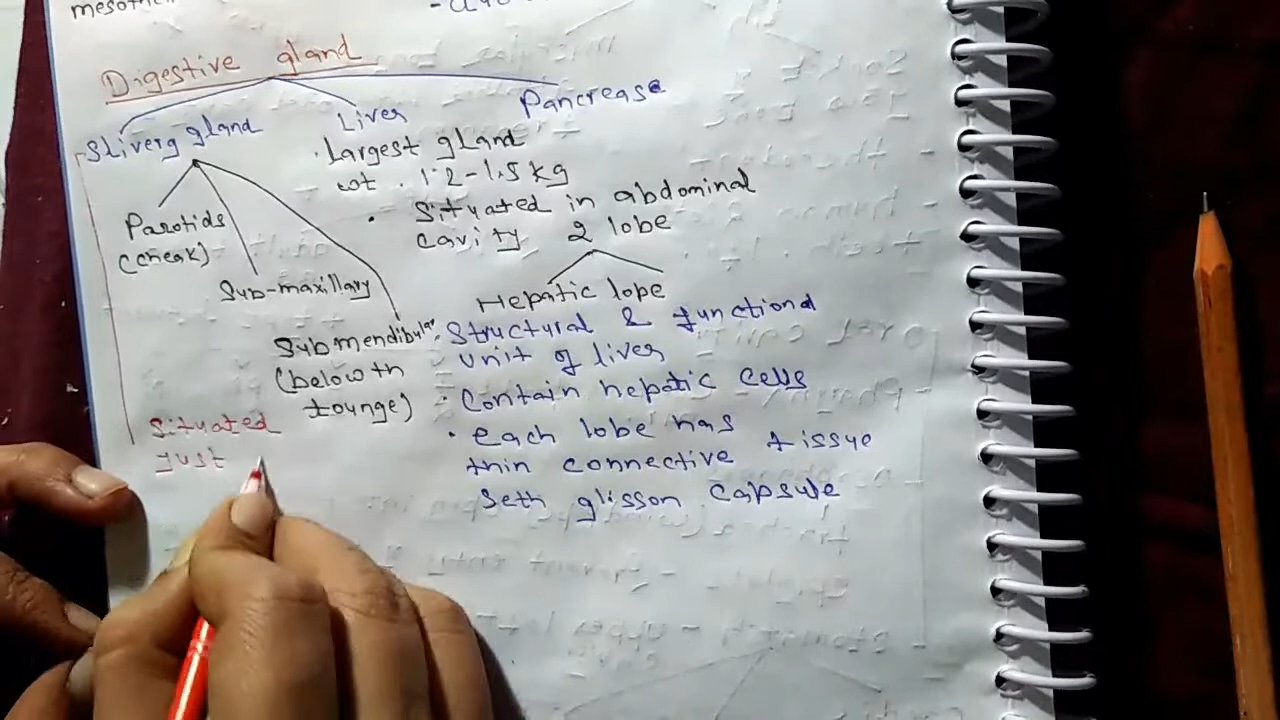 Digestive gland
Sliverg gland
Liver
Pancrease
Parotids
(cheak)
Sub-maxillary
Submendibular
(below th
tounge)
. Largest gland
wt . 1.2-1.5 kg
. Situated in abdominal
cavity 2 lobe
Hepatic lope
. Structural & functional
unit of liver
. Contain hepatic cells
. each lobe has
thin connective tissue
Seth glisson capsule
Situated
Just